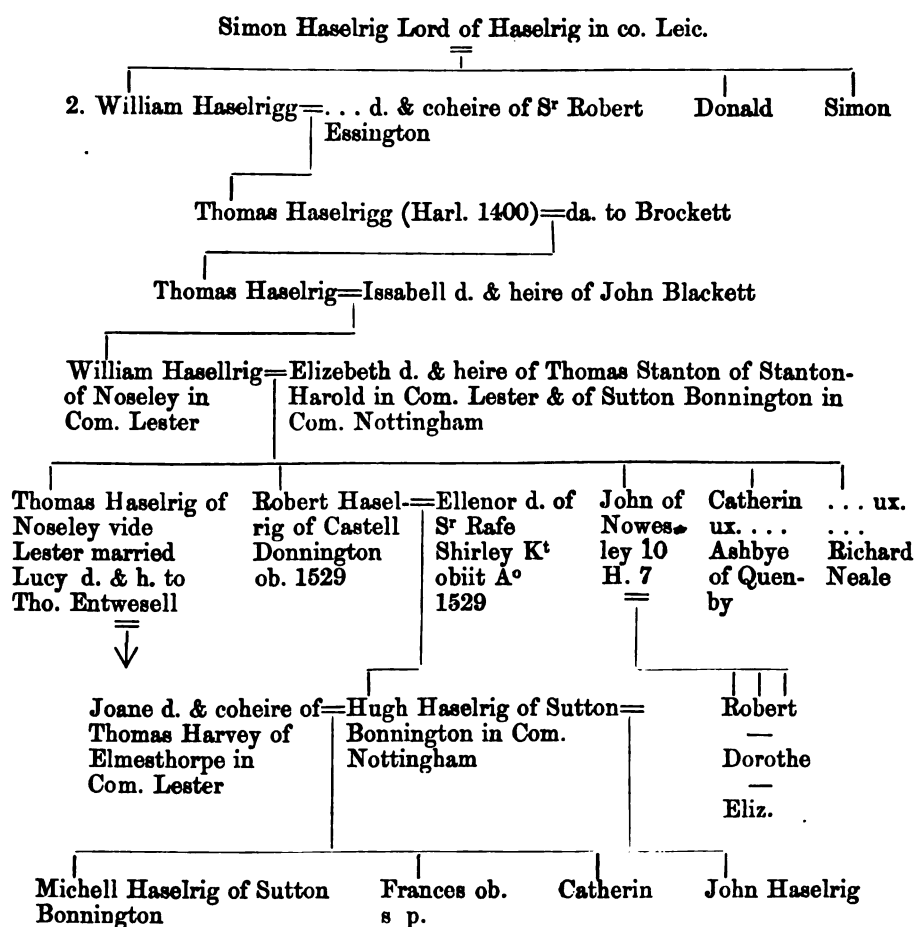 Simon Haselrig Lord of Haselrig in co. Leic.
2. William Haselrigg=. . . d. & coheire of Sʳ Robert
Essington
Donald
Simon
Thomas Haselrigg (Harl. 1400)=da. to Brockett
Thomas Haselrig=Issabell d. & heire of John Blackett
William Hasellrig=
of Noseley in
Com. Lester
Elizebeth d. & heire of Thomas Stanton of Stanton-
Harold in Com. Lester & of Sutton Bonnington in
Com. Nottingham
Thomas Haselrig of
Noseley vide
Lester married
Lucy d. & h. to
Tho. Entwesell
Robert Hasel-=
rig of Castell
Donnington
ob. 1529
Ellenor d. of
Sʳ Rafe
Shirley Kᵗ
obiit Aº
1529
John of
Nowes-
ley 10
H. 7
Catherin
ux. . . .
Ashbye
of Quen-
by
. . . ux.
. . .
Richard
Neale
Joane d. & coheire of=
Thomas Harvey of
Elmesthorpe in
Com. Lester
Hugh Haselrig of Sutton=
Bonnington in Com.
Nottingham
Robert
—
Dorothe
—
Eliz.
Michell Haselrig of Sutton
Bonnington
Frances ob.
s p.
Catherin
John Haselrig